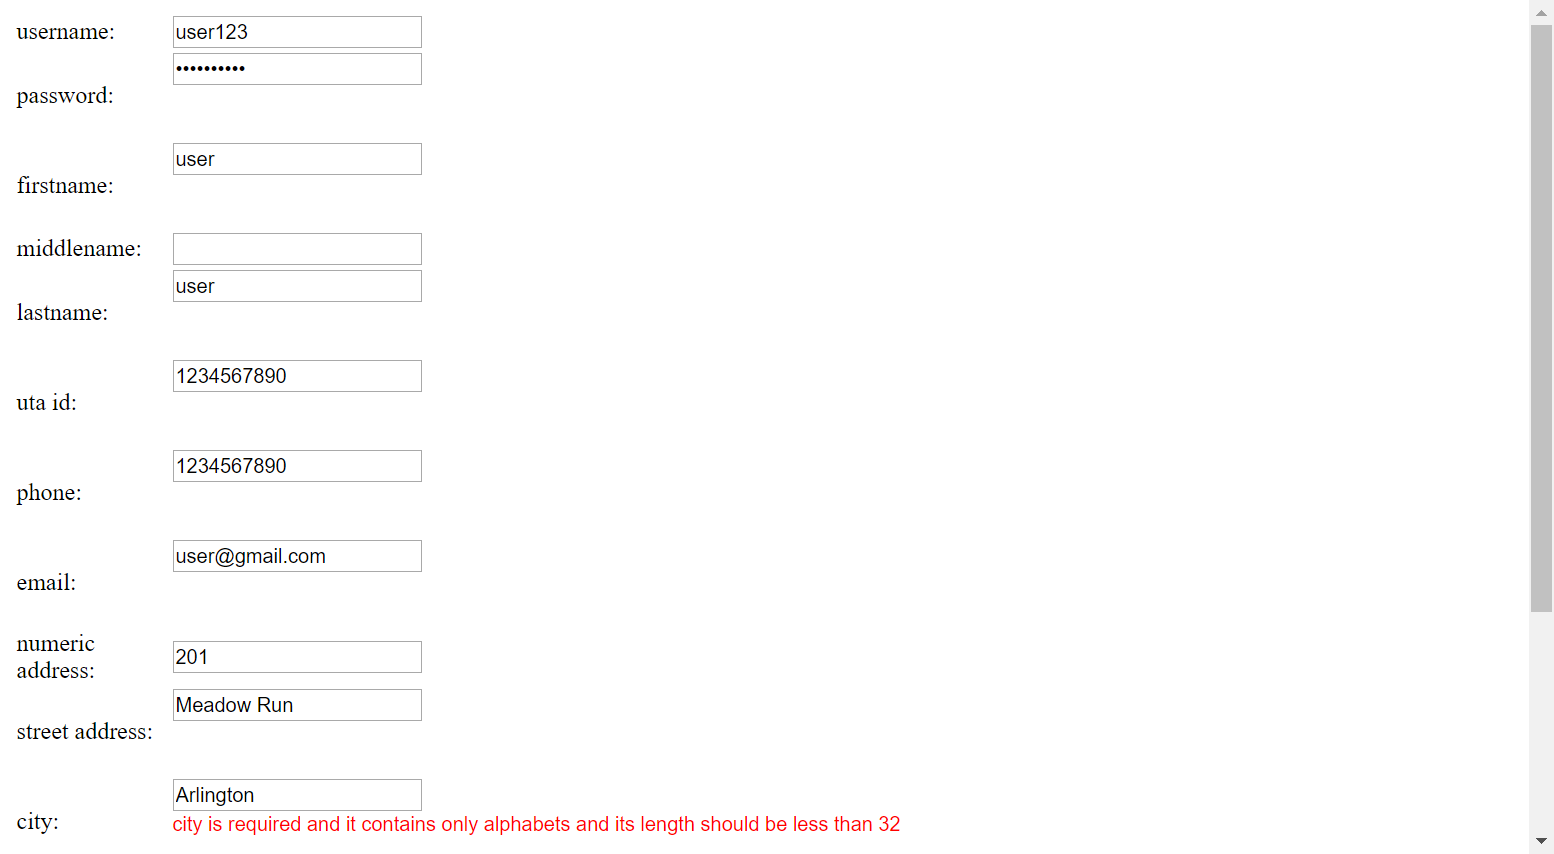 username: user123
password: ••••••••••
firstname: user
middlename:
lastname: user
uta id: 1234567890
phone: 1234567890
email: user@gmail.com
numeric
address: 201
street address: Meadow Run
city: Arlington
city is required and it contains only alphabets and its length should be less than 32